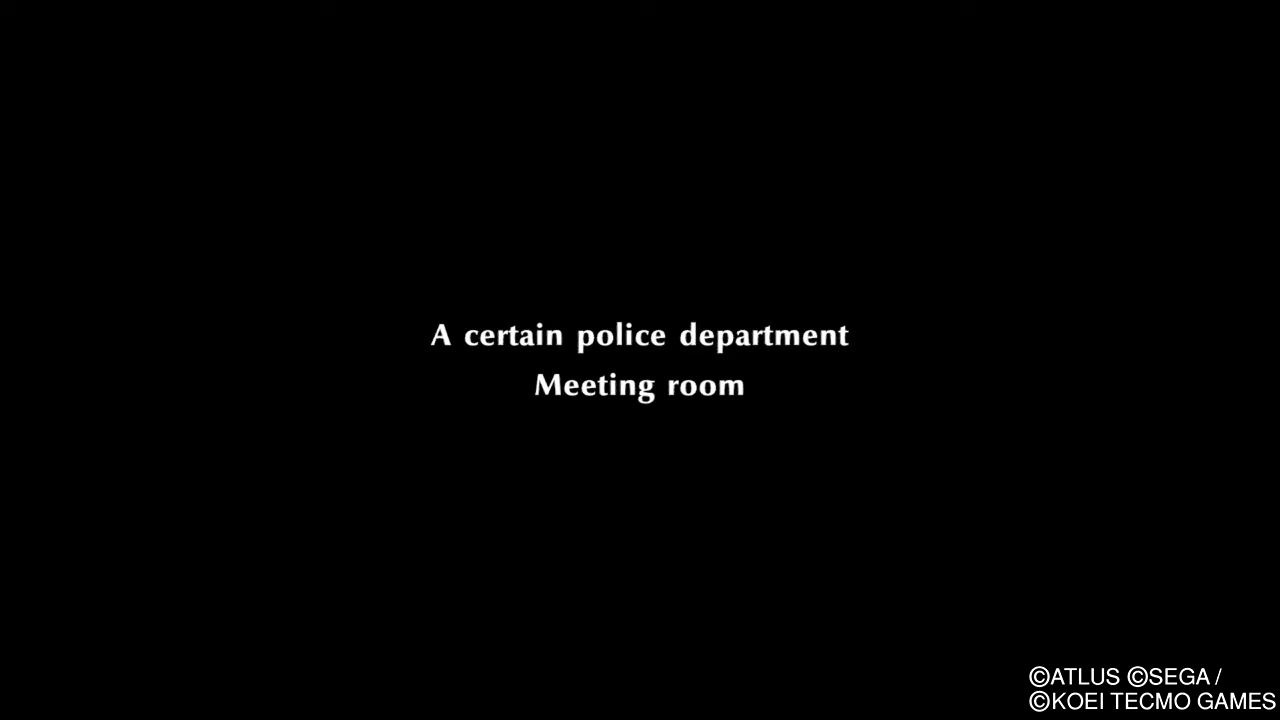 A certain police department
Meeting room
©ATLUS ©SEGA /
©KOEI TECMO GAMES